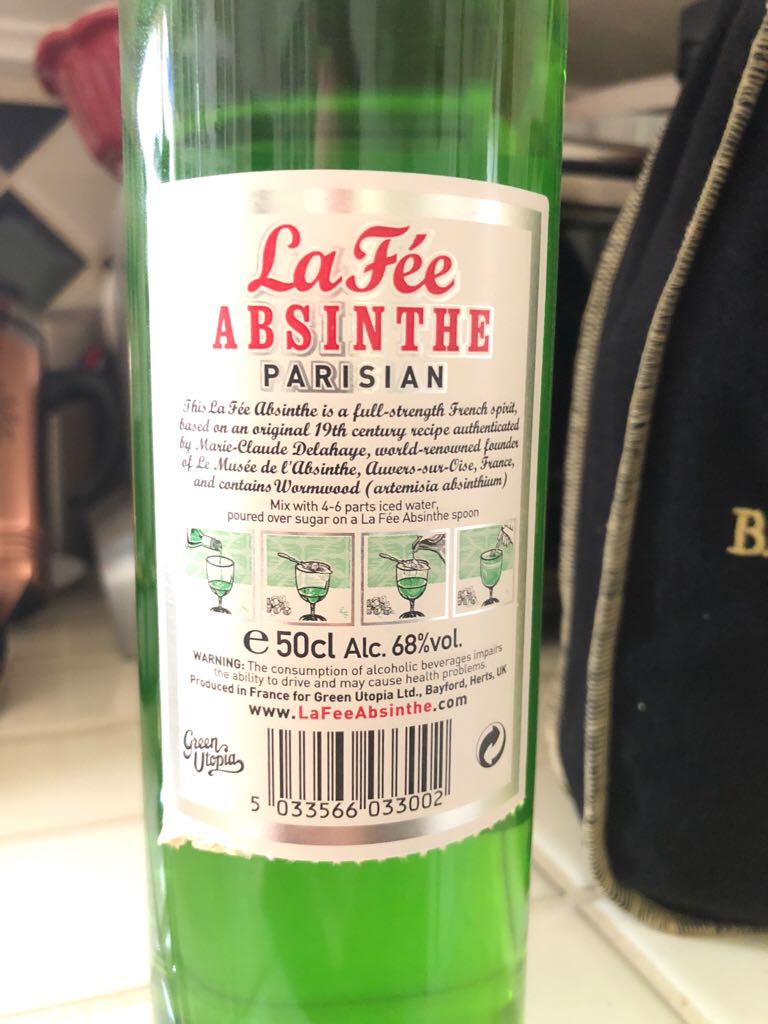 La Fée
ABSINTHE
PARISIAN
This La Fée Absinthe is a full-strength French spirit,
based on an original 19th century recipe authenticated
by Marie-Claude Delahaye, world-renowned founder
of Le Musée de l'Absinthe, Auvers-sur-Oise, France,
and contains Wormwood (artemisia absinthium)
Mix with 4-6 parts iced water,
poured over sugar on a La Fée Absinthe spoon
e 50cl Alc. 68%vol.
WARNING: The consumption of alcoholic beverages impairs
the ability to drive and may cause health problems.
Produced in France for Green Utopia Ltd., Bayford, Herts, UK
www.LaFeeAbsinthe.com
Green
Utopia
5 033566 033002